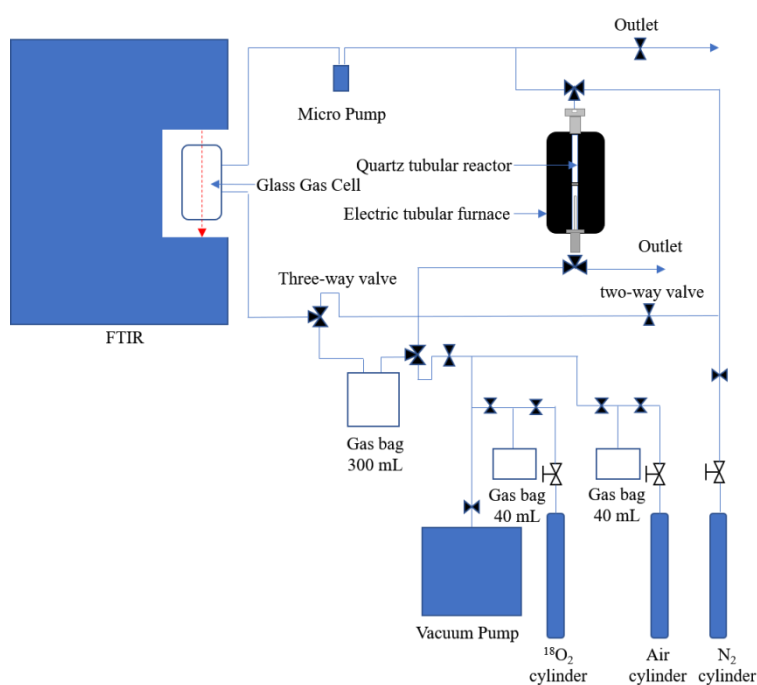 Outlet
Micro Pump
Quartz tubular reactor
Glass Gas Cell
Electric tubular furnace
Outlet
Three-way valve
two-way valve
FTIR
Gas bag
300 mL
Gas bag
40 mL
Gas bag
40 mL
Vacuum Pump
¹⁸O₂
cylinder
Air
cylinder
N₂
cylinder